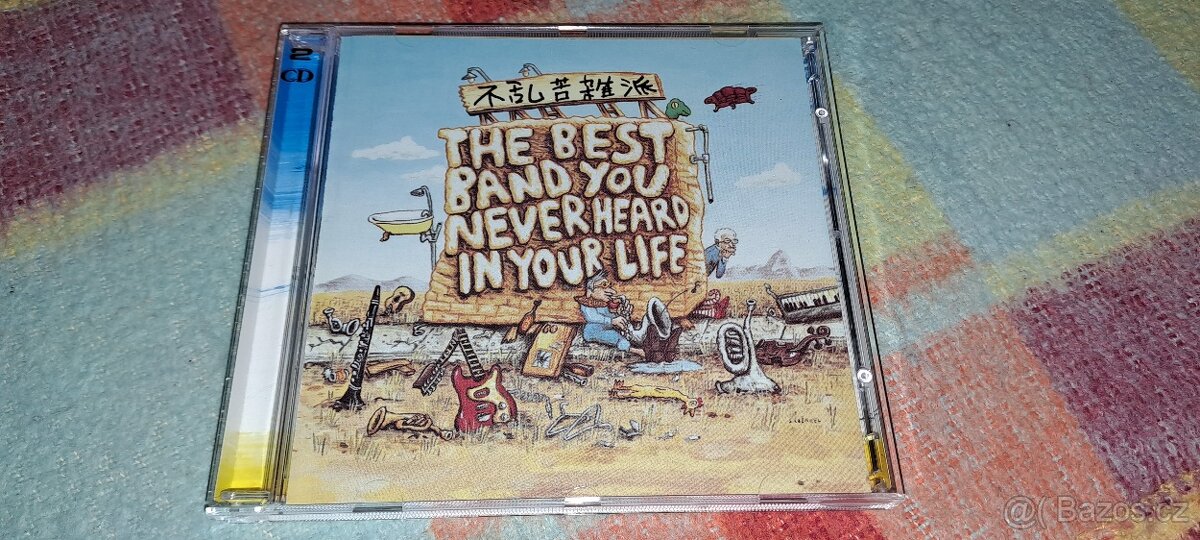 2
CD
不乱苦雑派
THE BEST
BAND YOU
NEVER HEARD
IN YOUR LIFE
@( Bazos.cz